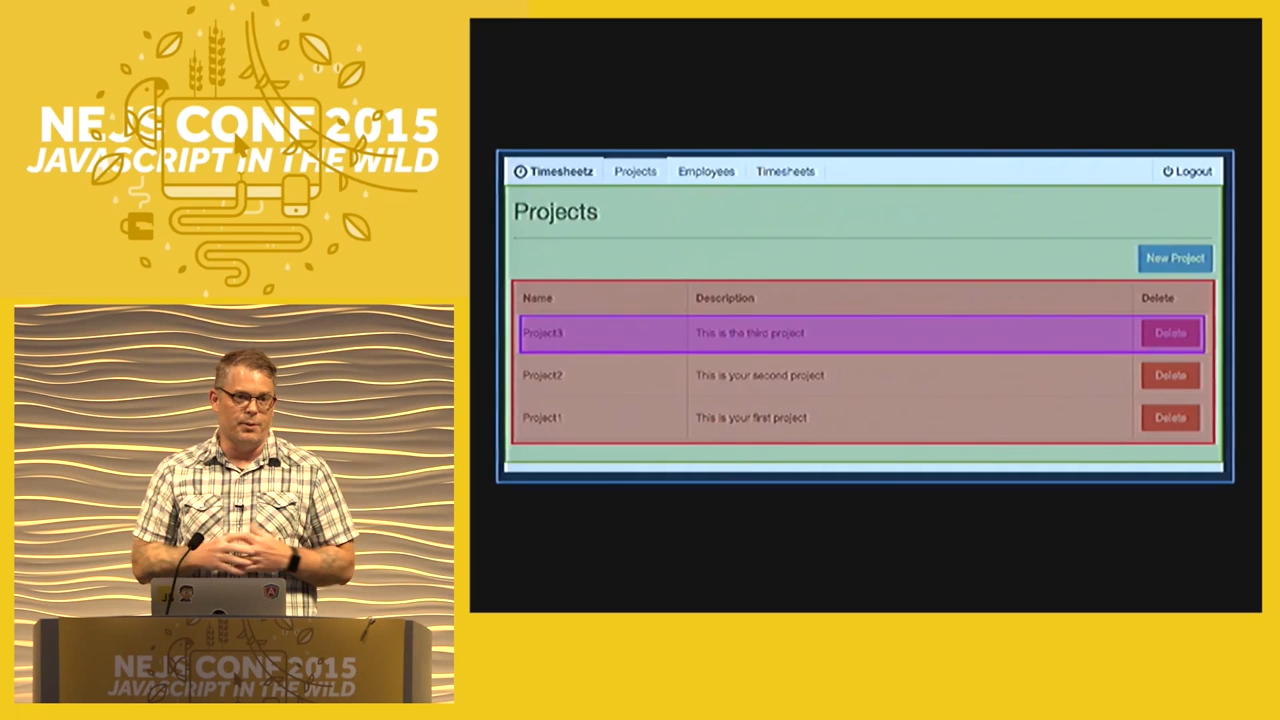 NEJS CONF 2015
JAVASCRIPT IN THE WILD
Timesheetz Projects Employees Timesheets Logout
Projects
New Project
Name Description Delete
Project3 This is the third project Delete
Project2 This is your second project Delete
Project1 This is your first project Delete
JS
NEJS CONF 2015
JAVASCRIPT IN THE WILD